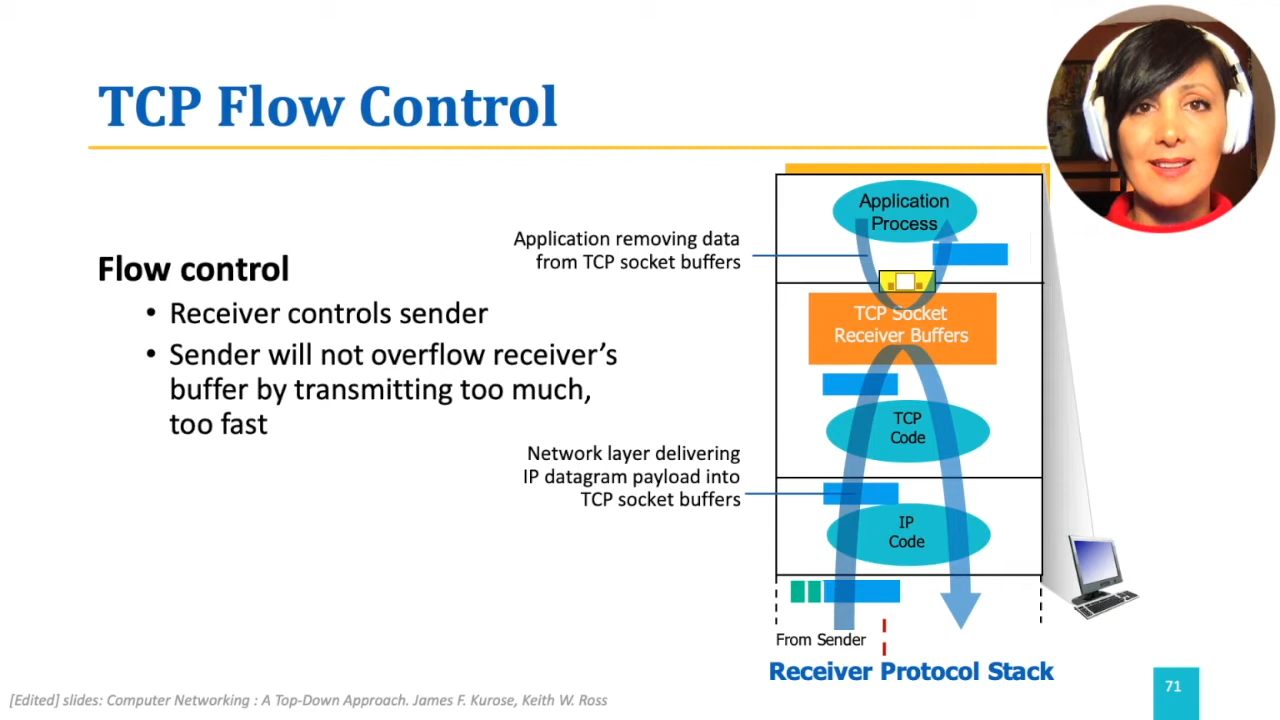 TCP Flow Control
Flow control
• Receiver controls sender
• Sender will not overflow receiver’s
buffer by transmitting too much,
too fast
Application removing data
from TCP socket buffers
Network layer delivering
IP datagram payload into
TCP socket buffers
Application
Process
TCP Socket
Receiver Buffers
TCP
Code
IP
Code
From Sender
Receiver Protocol Stack
[Edited] slides: Computer Networking : A Top-Down Approach. James F. Kurose, Keith W. Ross
71